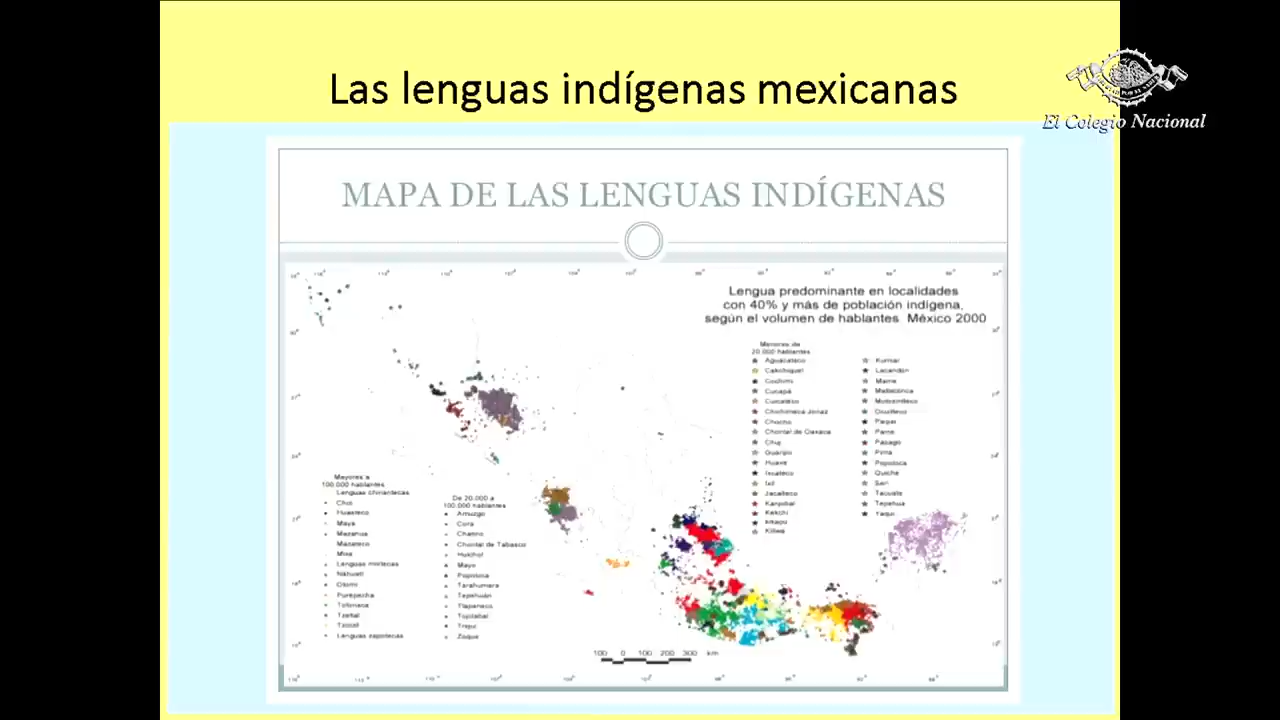 Las lenguas indígenas mexicanas
El Colegio Nacional
MAPA DE LAS LENGUAS INDÍGENAS
Lengua predominante en localidades
con 40% y más de población indígena,
según el volumen de hablantes México 2000
Menores de
20.000 hablantes
Aguacateco
Cakchiquel
Cochimí
Cucapá
Cuicateco
Chichimeca Jonaz
Chocho
Chontal de Oaxaca
Chuj
Guarijío
Huave
Ixcateco
Ixil
Jacalteco
Kanjobal
Kekchí
Kikapú
Kiliwa
Kumiai
Lacandón
Mame
Matlatzinca
Motozintleco
Ocuilteco
Paipai
Pame
Pápago
Pima
Popoloca
Quiché
Seri
Tacuate
Tepehua
Yaqui
Mayores a
100.000 hablantes
Lenguas chinantecas
Chol
Huasteco
Maya
Mazahua
Mazateco
Mixe
Lenguas mixtecas
Náhuatl
Otomí
Purépecha
Totonaca
Tzeltal
Tzotzil
Lenguas zapotecas
De 20.000 a
100.000 hablantes
Amuzgo
Cora
Chatino
Chontal de Tabasco
Huichol
Mayo
Popoluca
Tarahumara
Tepehuán
Tlapaneco
Tojolabal
Triqui
Zoque
100 0 100 200 300 km